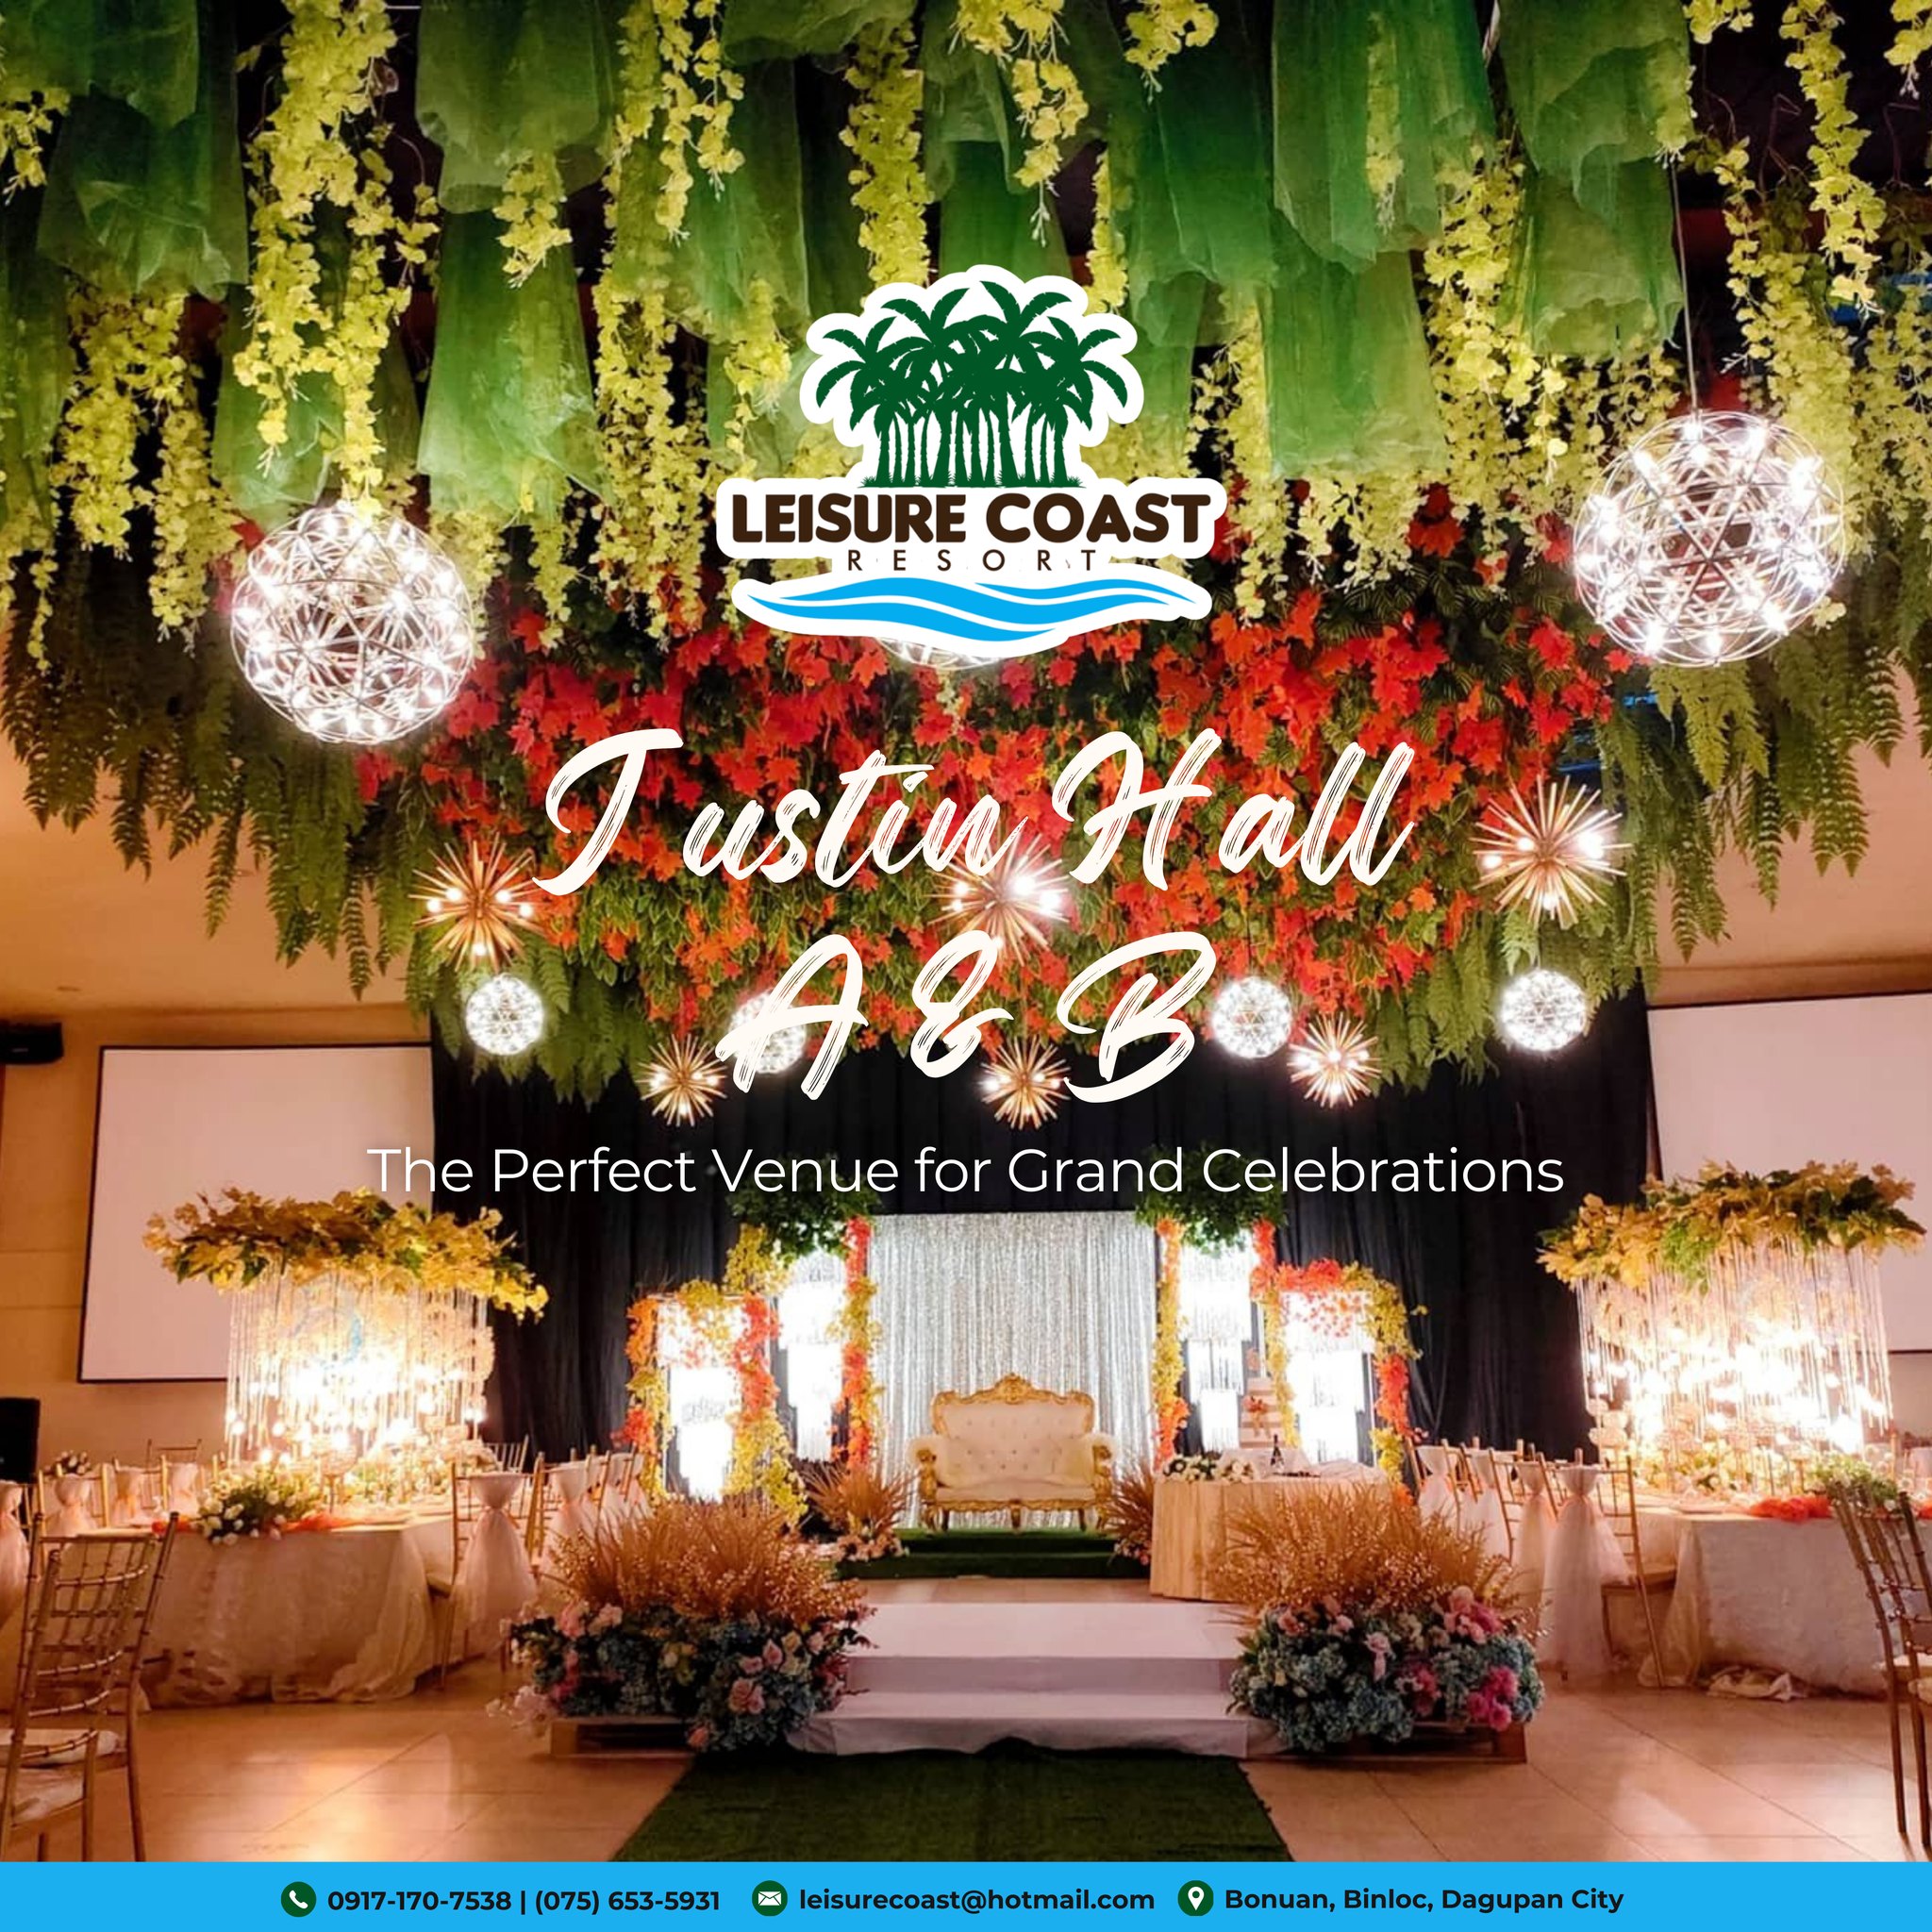 LEISURE COAST
RESORT
Justin Hall
A & B
The Perfect Venue for Grand Celebrations
0917-170-7538 | (075) 653-5931 leisurecoast@hotmail.com Bonuan, Binloc, Dagupan City